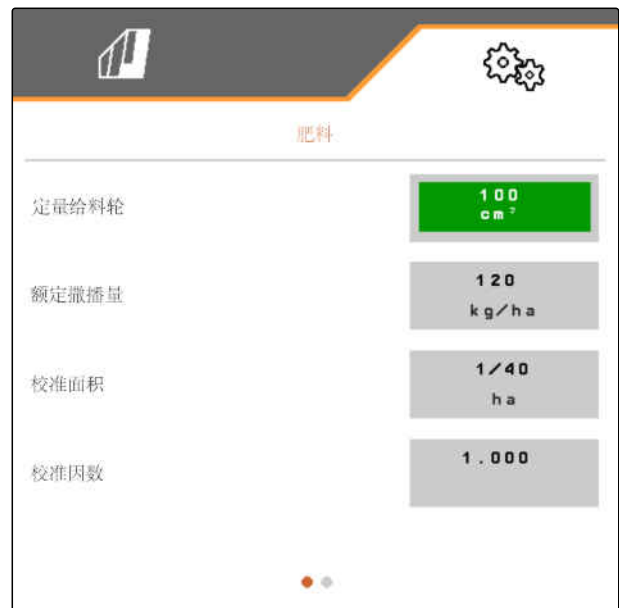 肥料
定量给料轮
100
cm³
额定撒播量
120
kg/ha
校准面积
1/40
ha
校准因数
1.000